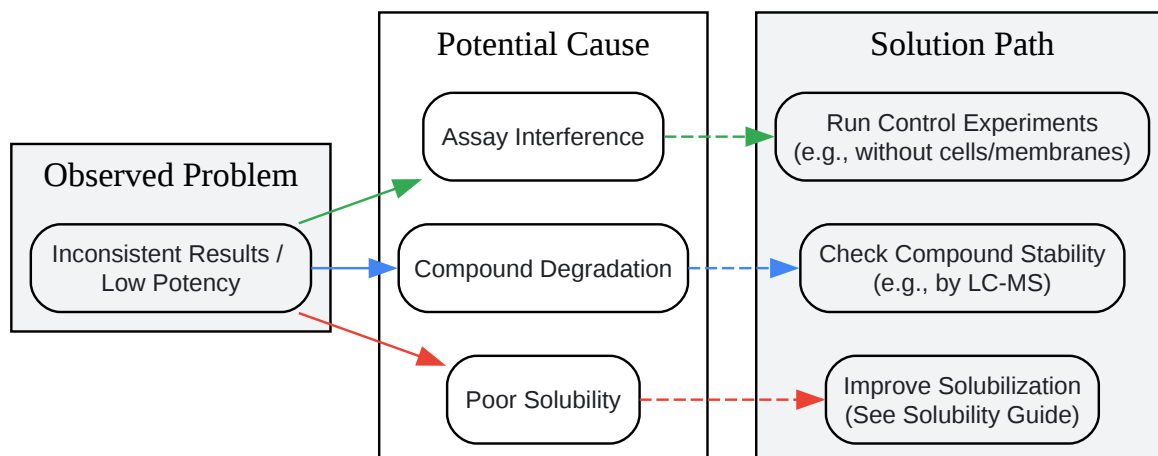 Observed Problem
Inconsistent Results /
Low Potency
Potential Cause
Assay Interference
Compound Degradation
Poor Solubility
Solution Path
Run Control Experiments
(e.g., without cells/membranes)
Check Compound Stability
(e.g., by LC-MS)
Improve Solubilization
(See Solubility Guide)